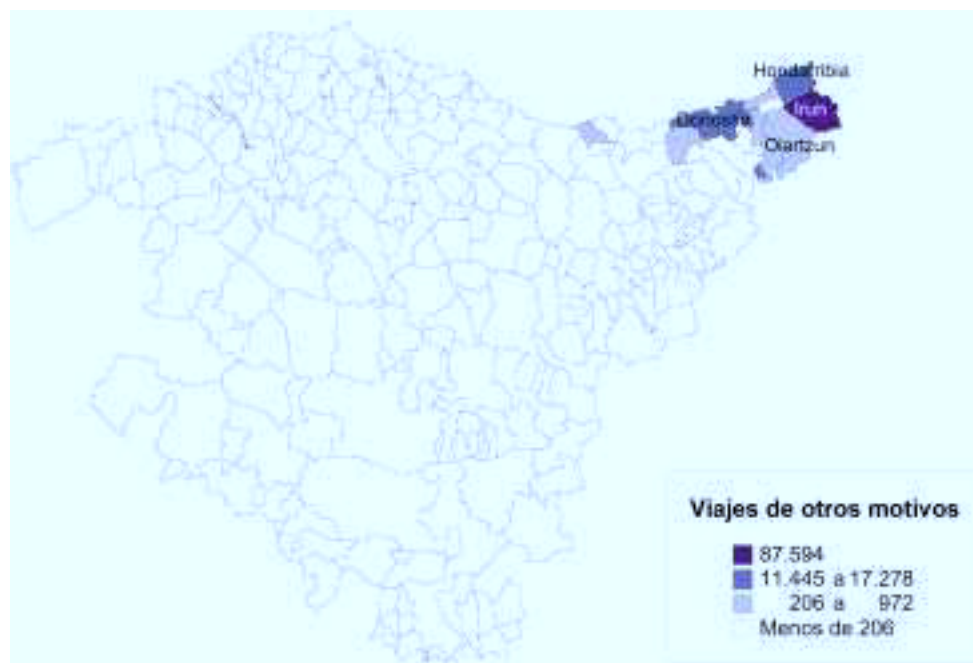 Hondarribia
Irun
Donostia
Oiartzun
Viajes de otros motivos
87.594
11.445 a 17.278
206 a 972
Menos de 206